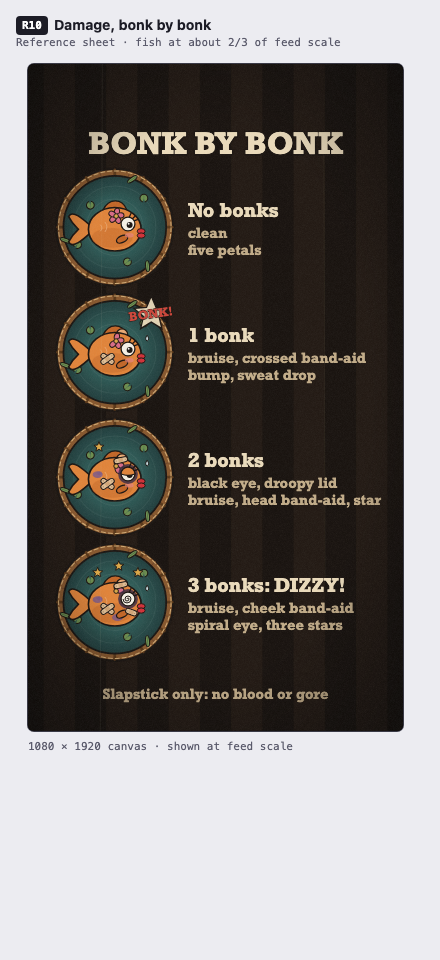 R10 Damage, bonk by bonk
Reference sheet · fish at about 2/3 of feed scale
BONK BY BONK
No bonks
clean
five petals
BONK!
1 bonk
bruise, crossed band-aid
bump, sweat drop
2 bonks
black eye, droopy lid
bruise, head band-aid, star
3 bonks: DIZZY!
bruise, cheek band-aid
spiral eye, three stars
Slapstick only: no blood or gore
1080 × 1920 canvas · shown at feed scale